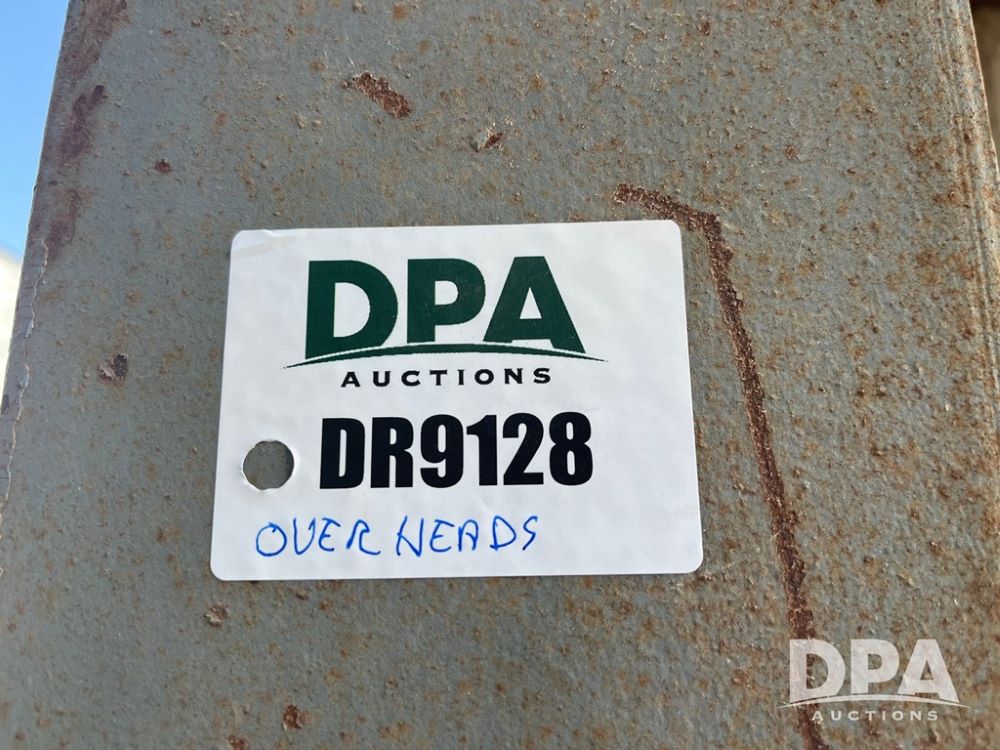 DPA
AUCTIONS
DR9128
OVER HEADS
DPA
AUCTIONS